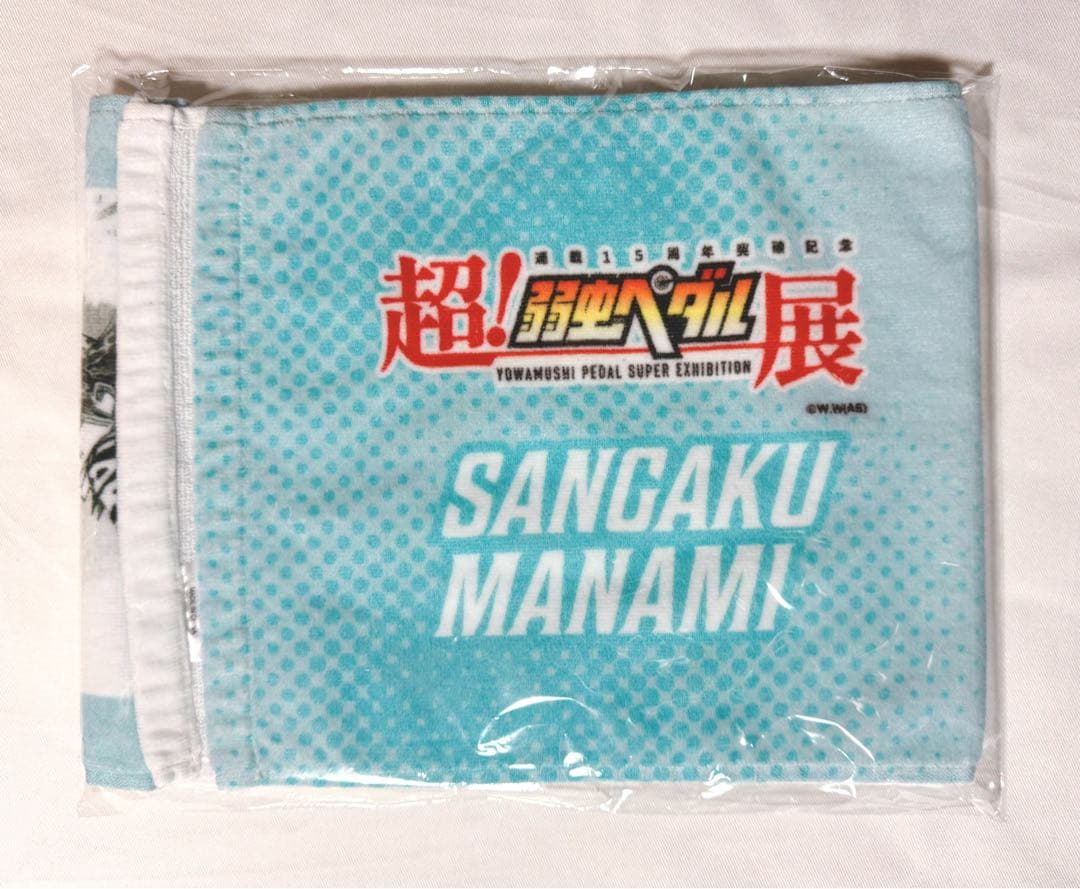 連載15周年突破記念
超!弱虫ペダル展
YOWAMUSHI PEDAL SUPER EXHIBITION
©W.W(AS)
SANGAKU
MANAMI